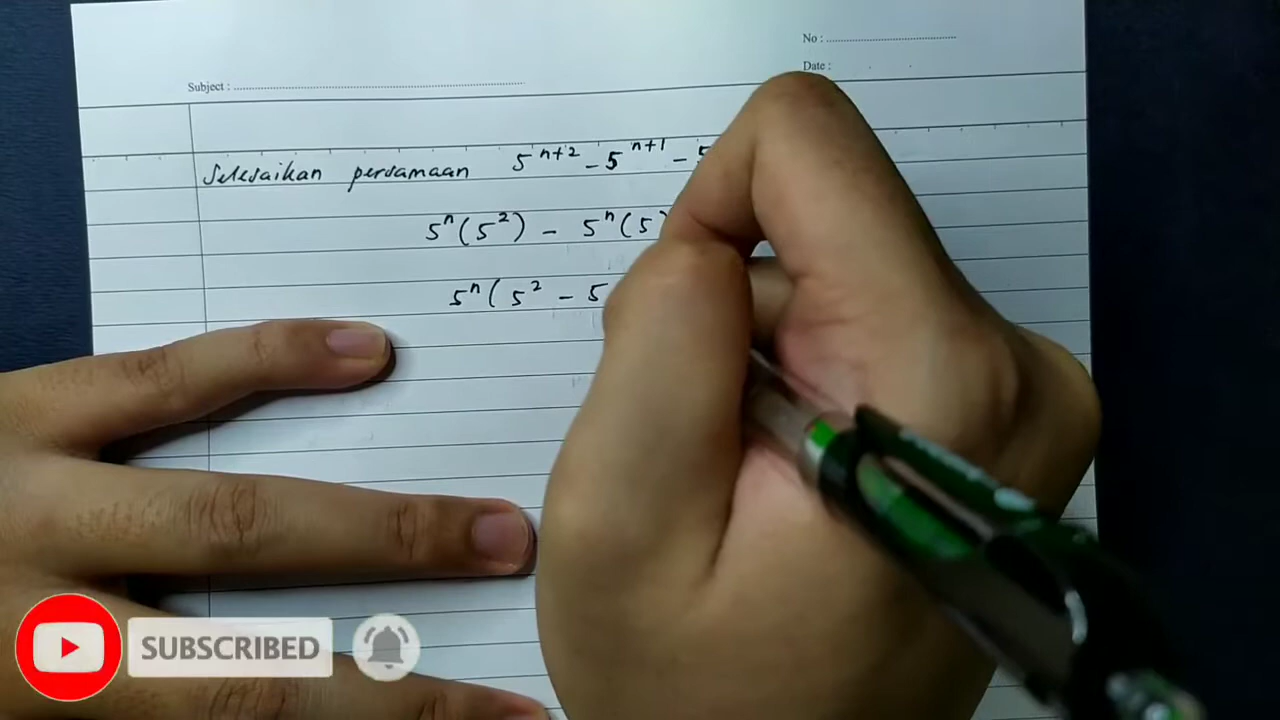 No :
Date :
Subject :
Selesaikan persamaan 5^{n+2} - 5^{n+1} - 5
5^n(5^2) - 5^n(5)
5^n(5^2 - 5
SUBSCRIBED